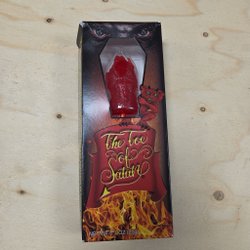 The Toe
of
Satan